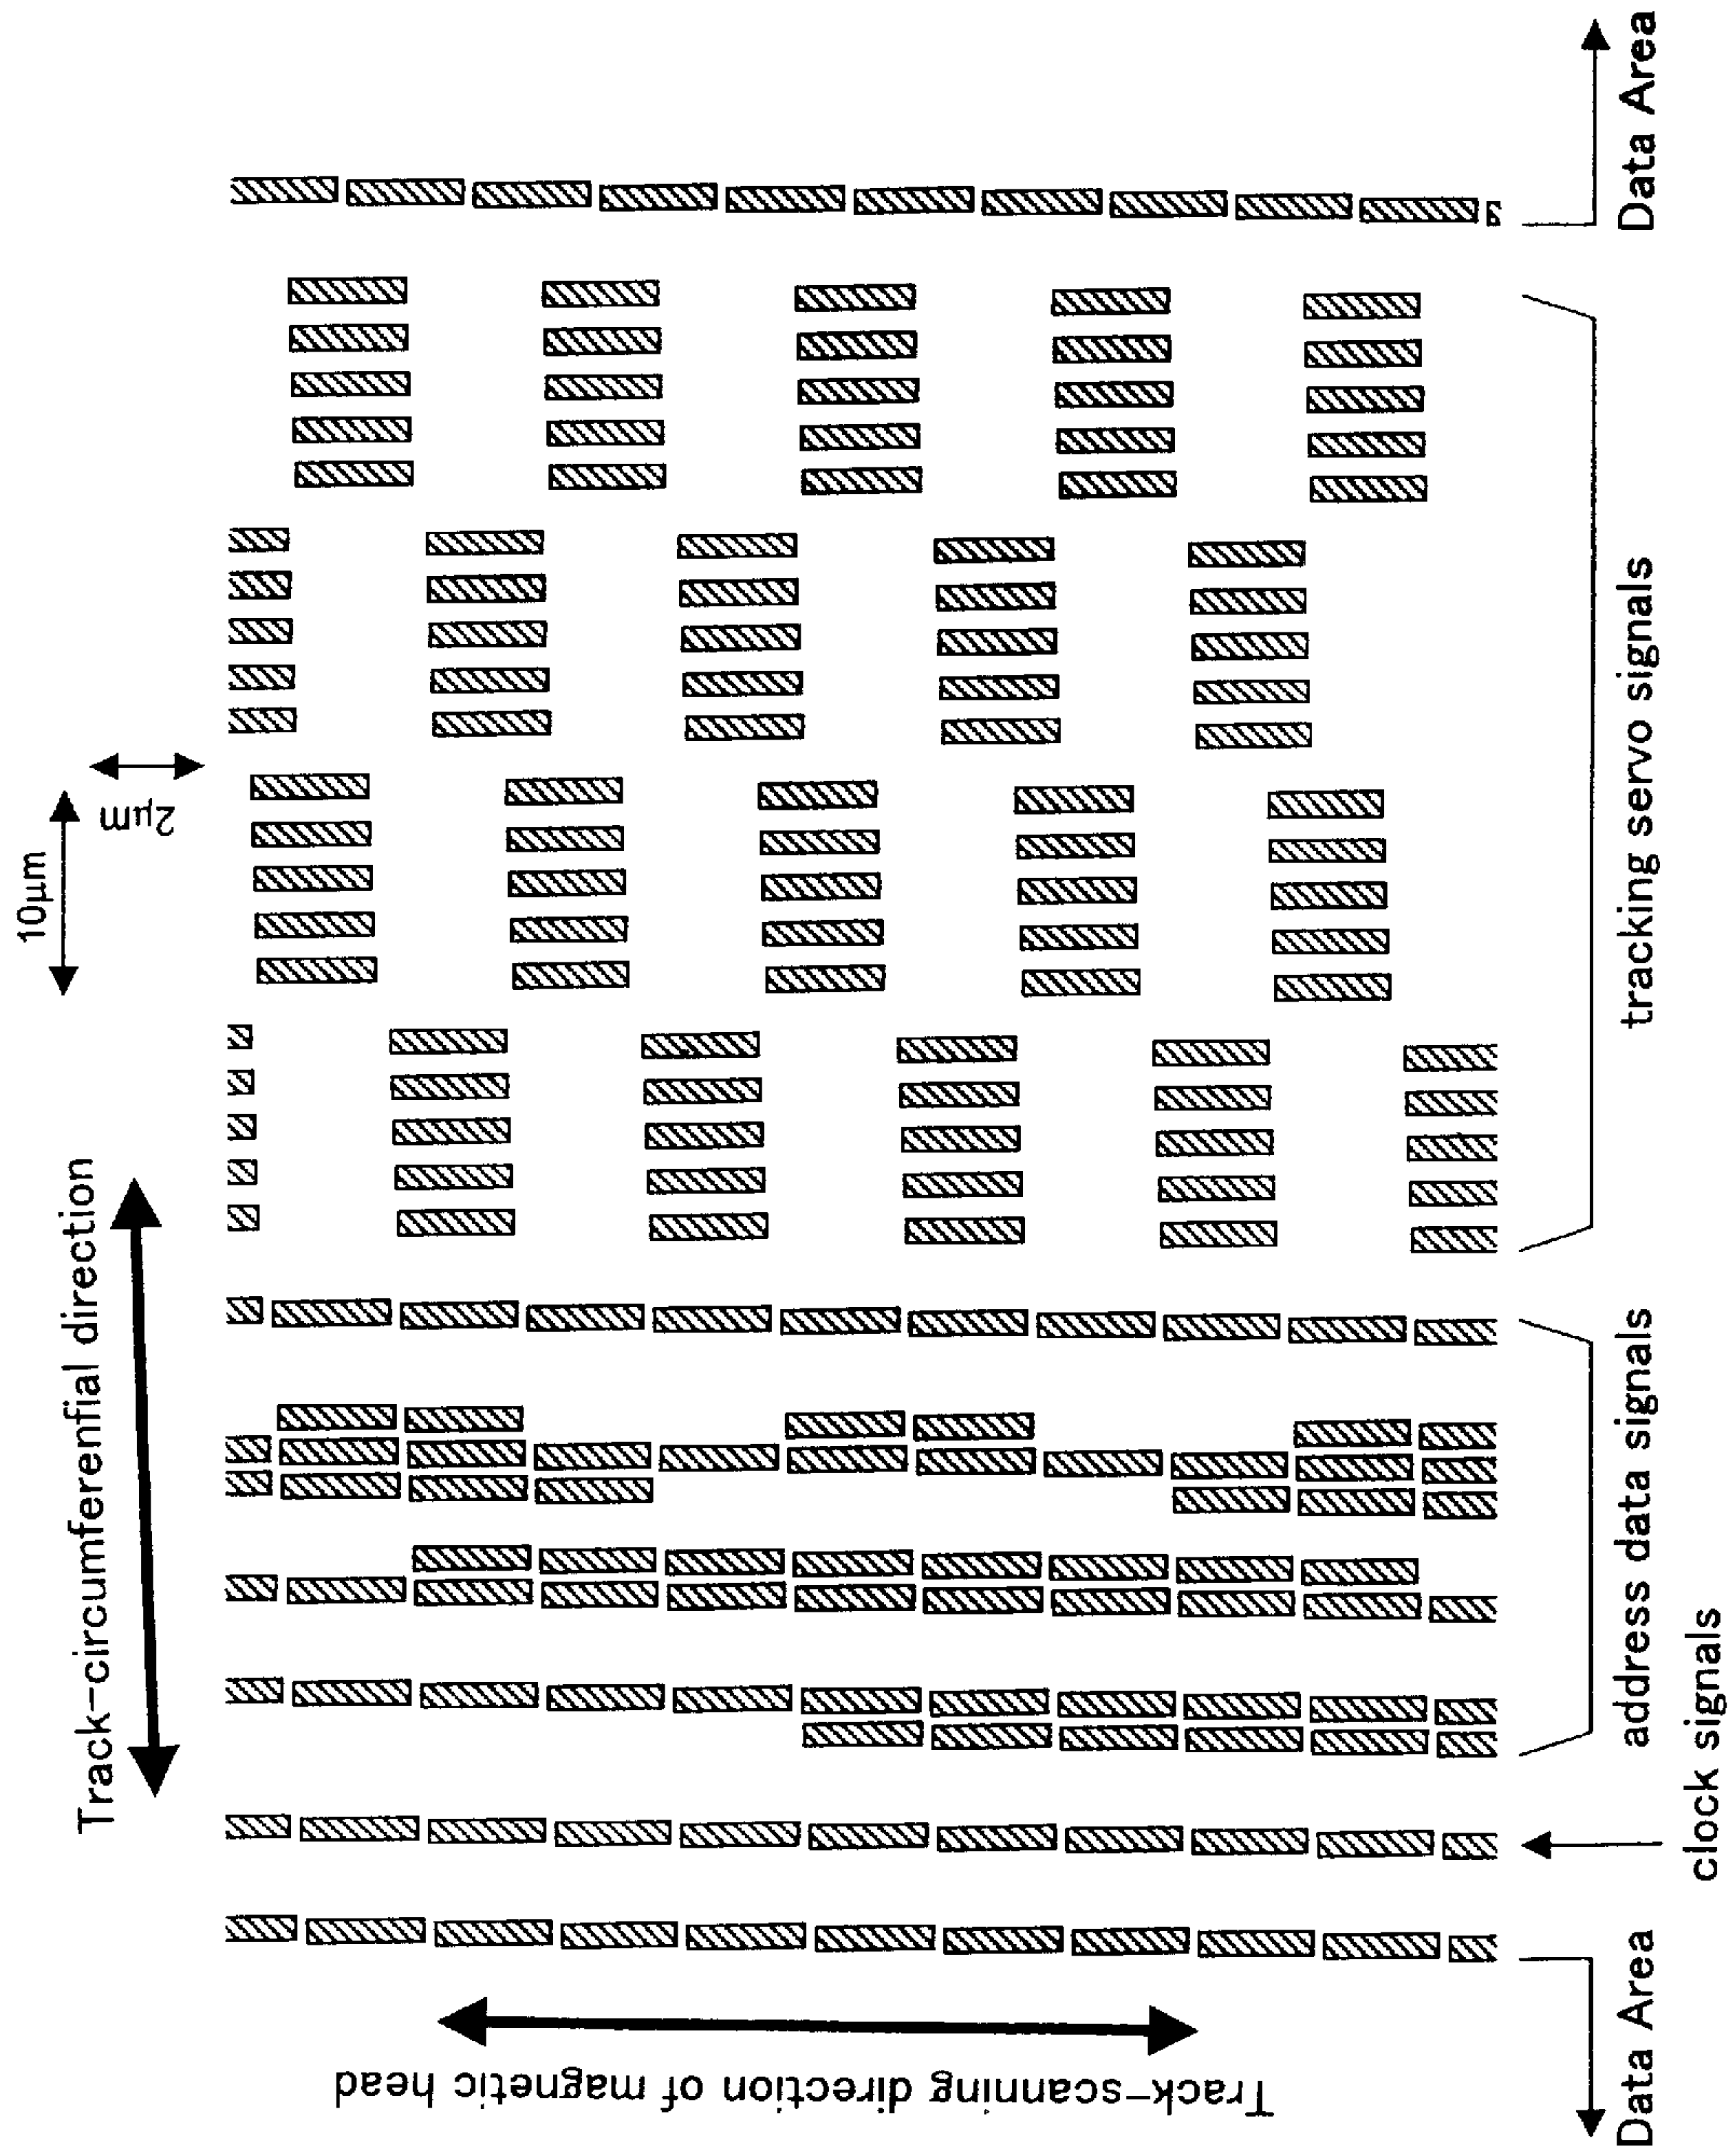 Track-circumferenfial direction
10μm
2μm
Track-scanning direction of magnetic head
Data Area
clock signals
address data signals
tracking servo signals
Data Area